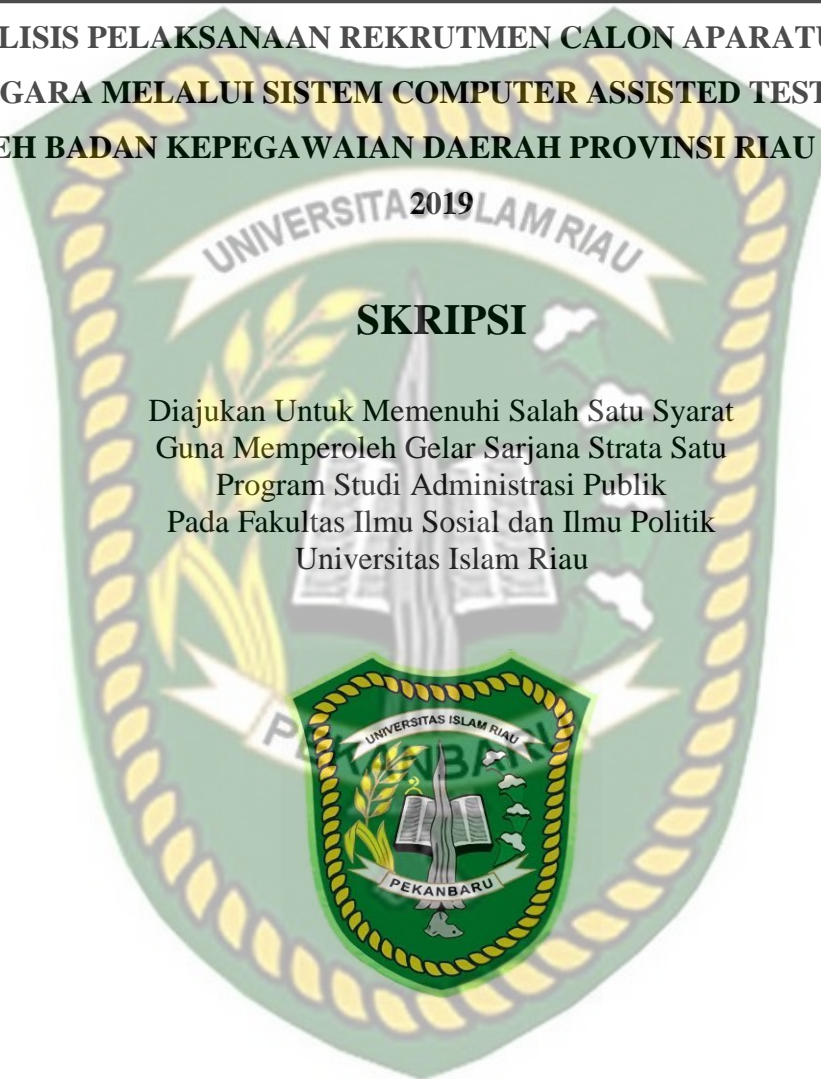 LISIS PELAKSANAAN REKRUTMEN CALON APARATU
GARA MELALUI SISTEM COMPUTER ASSISTED TEST
EH BADAN KEPEGAWAIAN DAERAH PROVINSI RIAU
2019
UNIVERSITAS ISLAM RIAU
SKRIPSI
Diajukan Untuk Memenuhi Salah Satu Syarat
Guna Memperoleh Gelar Sarjana Strata Satu
Program Studi Administrasi Publik
Pada Fakultas Ilmu Sosial dan Ilmu Politik
Universitas Islam Riau
UNIVERSITAS ISLAM RIAU
PEKANBARU
PEKANBARU